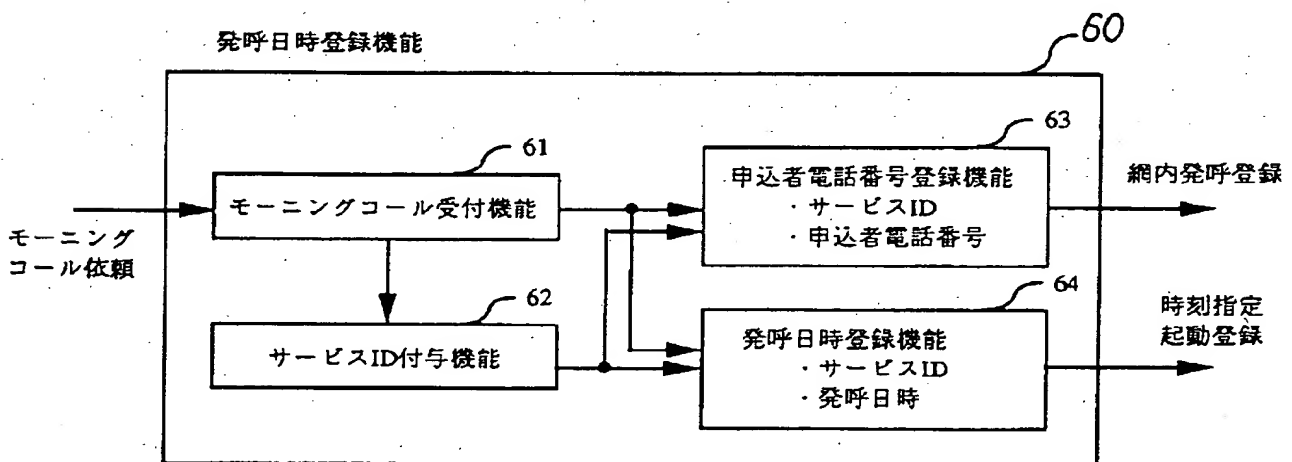 発呼日時登録機能
60
61
モーニングコール受付機能
モーニング
コール依頼
62
サービスID付与機能
63
申込者電話番号登録機能
・サービスID
・申込者電話番号
網内発呼登録
64
発呼日時登録機能
・サービスID
・発呼日時
時刻指定
起動登録